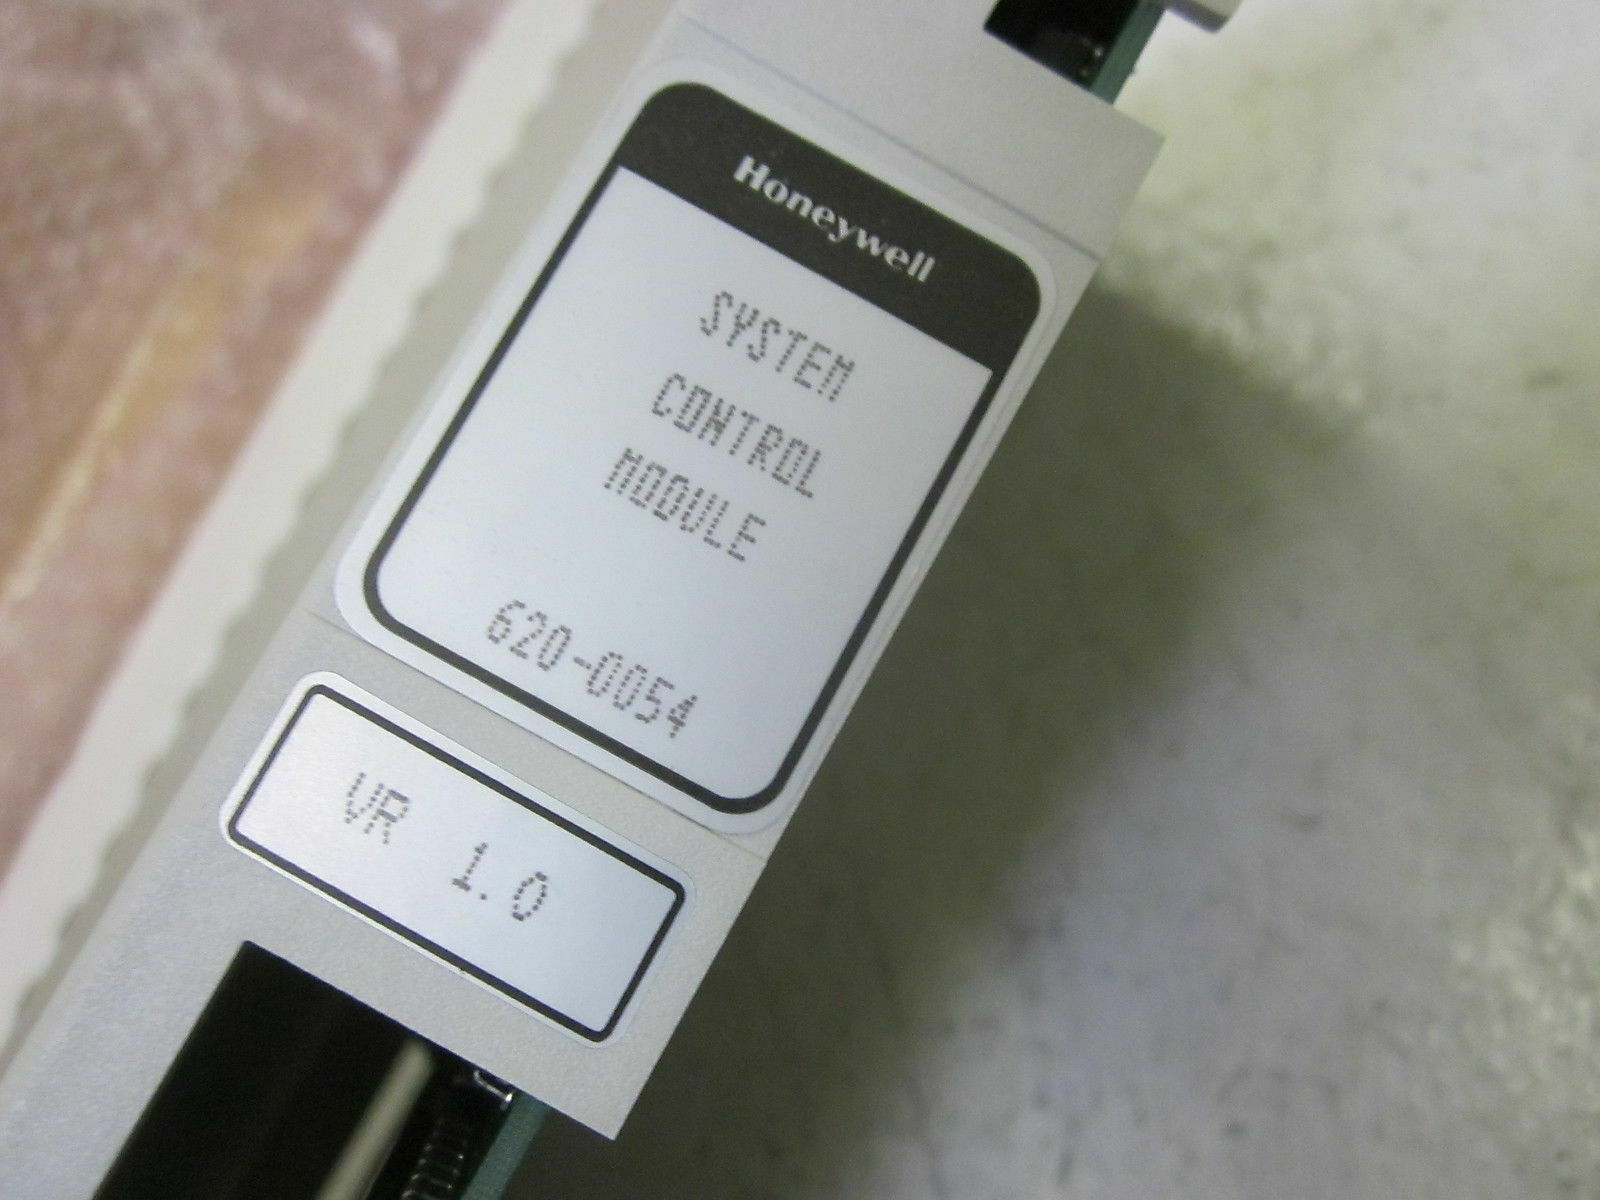 Honeywell
SYSTEM
CONTROL
MODULE
620-0054
VR 1.0